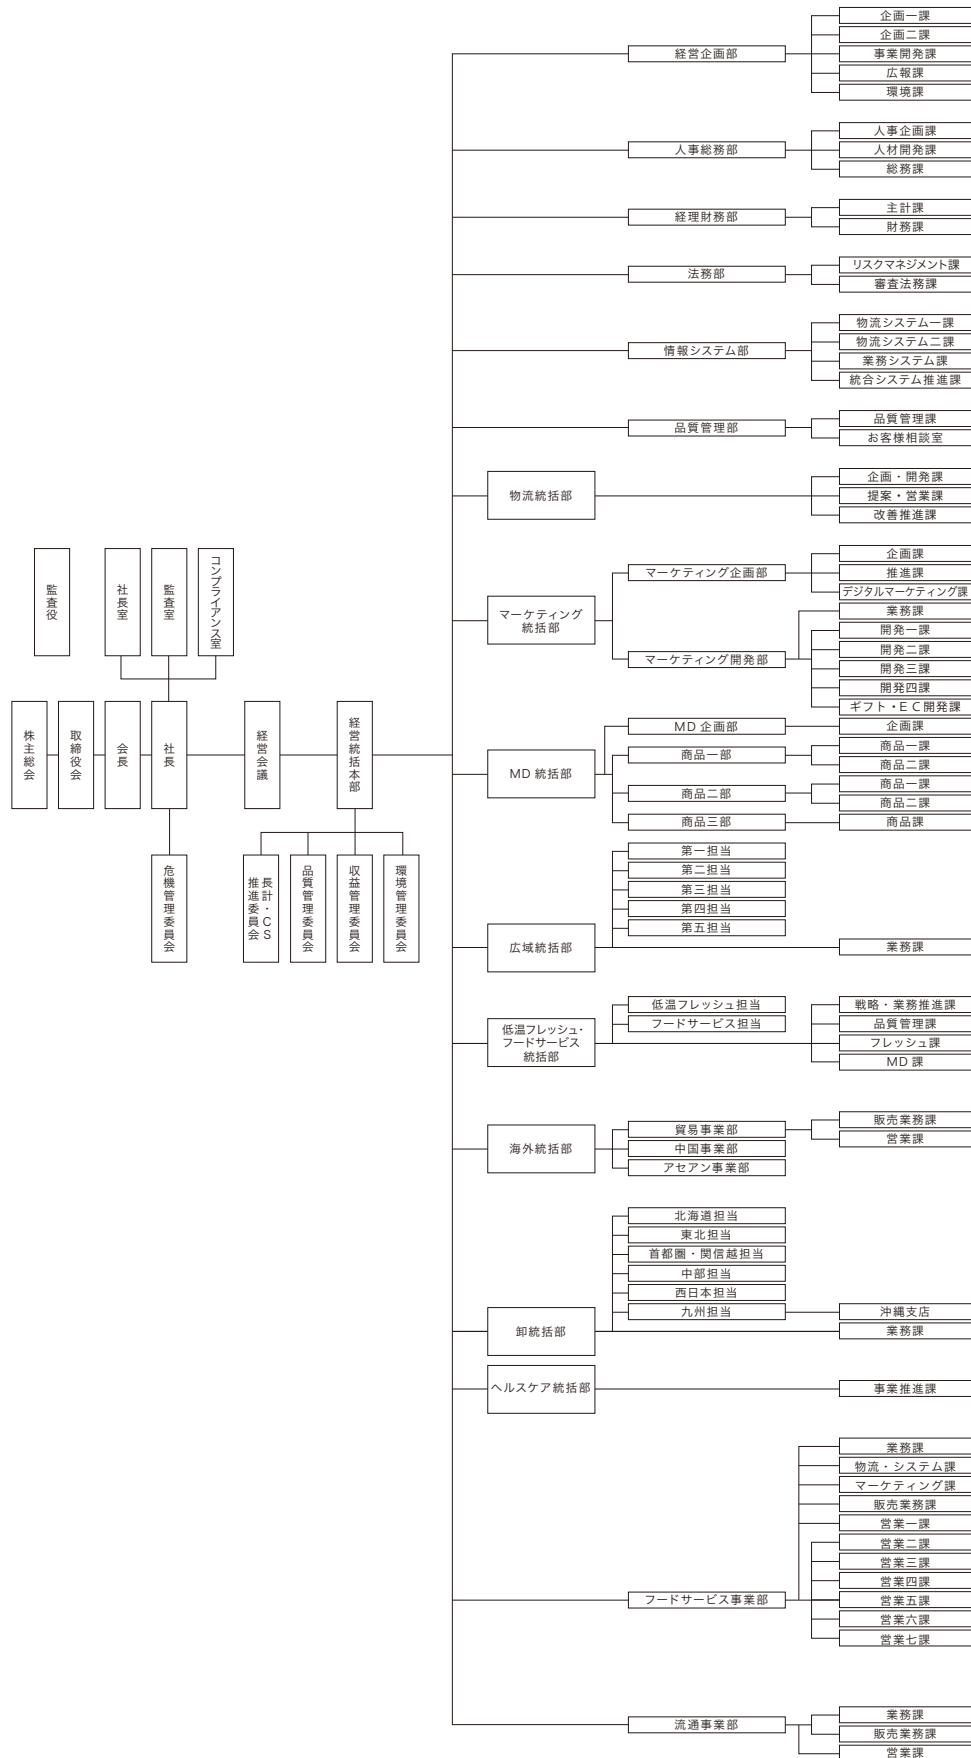 監査役
社長室
監査室
コンプライアンス室
株主総会
取締役会
会長
社長
経営会議
経営統括本部
危機管理委員会
長計・CS
推進委員会
品質管理委員会
収益管理委員会
環境管理委員会
経営企画部
企画一課
企画二課
事業開発課
広報課
環境課
人事総務部
人事企画課
人材開発課
総務課
経理財務部
主計課
財務課
法務部
リスクマネジメント課
審査法務課
情報システム部
物流システム一課
物流システム二課
業務システム課
統合システム推進課
品質管理部
品質管理課
お客様相談室
物流統括部
企画・開発課
提案・営業課
改善推進課
マーケティング
統括部
マーケティング企画部
企画課
推進課
デジタルマーケティング課
マーケティング開発部
業務課
開発一課
開発二課
開発三課
開発四課
ギフト・EC開発課
MD統括部
MD企画部
企画課
商品一部
商品一課
商品二課
商品二部
商品一課
商品二課
商品三部
商品課
広域統括部
第一担当
第二担当
第三担当
第四担当
第五担当
業務課
低温フレッシュ・
フードサービス
統括部
低温フレッシュ担当
フードサービス担当
戦略・業務推進課
品質管理課
フレッシュ課
MD課
海外統括部
貿易事業部
販売業務課
営業課
中国事業部
アセアン事業部
卸統括部
北海道担当
東北担当
首都圏・関信越担当
中部担当
西日本担当
九州担当
沖縄支店
業務課
ヘルスケア統括部
事業推進課
フードサービス事業部
業務課
物流・システム課
マーケティング課
販売業務課
営業一課
営業二課
営業三課
営業四課
営業五課
営業六課
営業七課
流通事業部
業務課
販売業務課
営業課